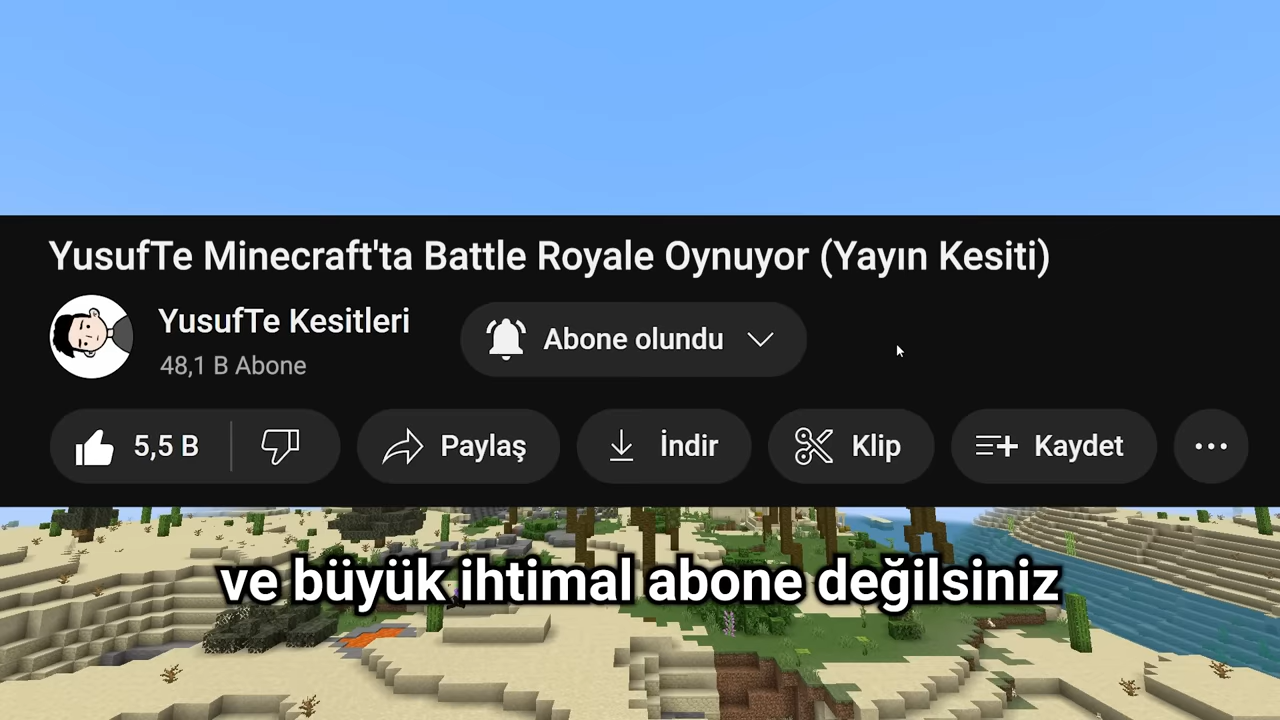 YusufTe Minecraft'ta Battle Royale Oynuyor (Yayın Kesiti)
YusufTe Kesitleri
48,1 B Abone
Abone olundu
5,5 B
Paylaş
İndir
Klip
Kaydet
ve büyük ihtimal abone değilsiniz